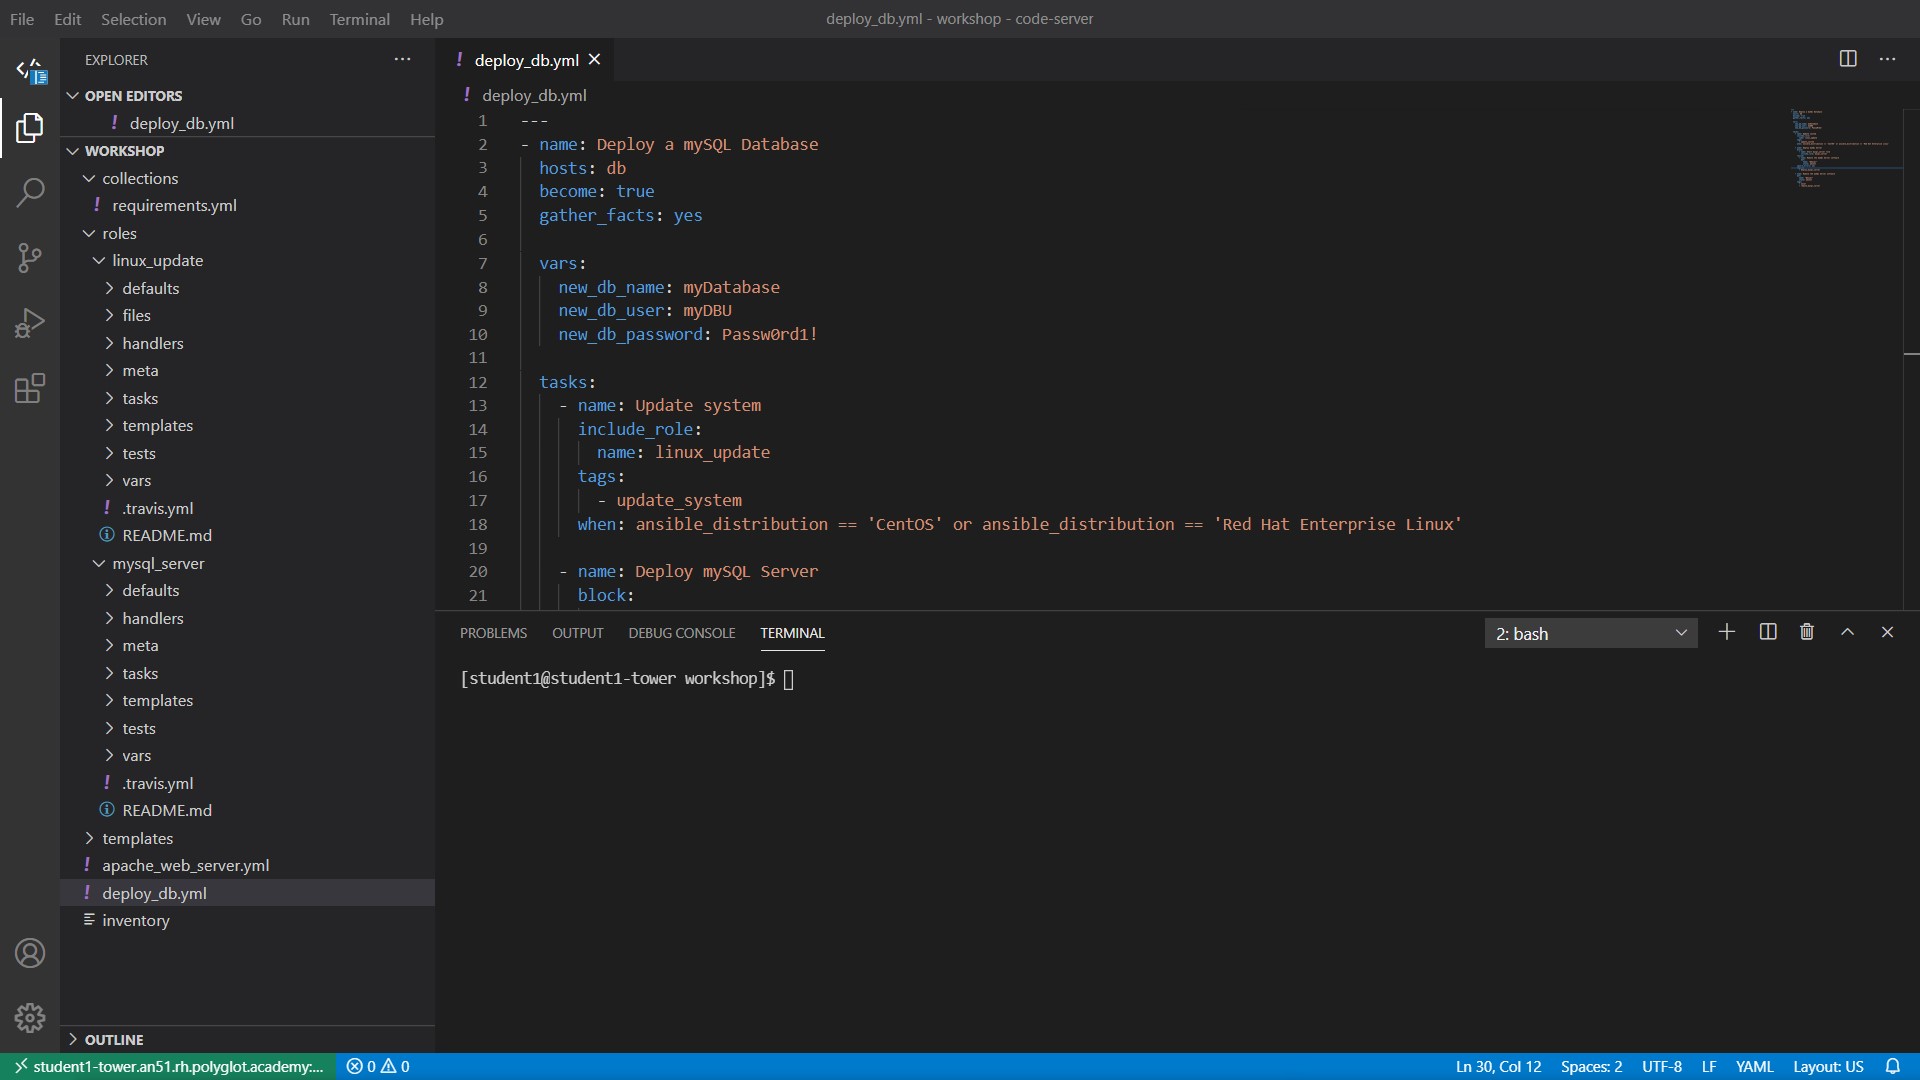 File Edit Selection View Go Run Terminal Help
deploy_db.yml - workshop - code-server
EXPLORER
OPEN EDITORS
! deploy_db.yml
WORKSHOP
collections
! requirements.yml
roles
linux_update
defaults
files
handlers
meta
tasks
templates
tests
vars
! .travis.yml
README.md
mysql_server
defaults
handlers
meta
tasks
templates
tests
vars
! .travis.yml
README.md
templates
! apache_web_server.yml
! deploy_db.yml
inventory
OUTLINE
! deploy_db.yml
! deploy_db.yml
1 ---
2 - name: Deploy a mySQL Database
3 hosts: db
4 become: true
5 gather_facts: yes
6
7 vars:
8 new_db_name: myDatabase
9 new_db_user: myDBU
10 new_db_password: Passw0rd1!
11
12 tasks:
13 - name: Update system
14 include_role:
15 name: linux_update
16 tags:
17 - update_system
18 when: ansible_distribution == 'CentOS' or ansible_distribution == 'Red Hat Enterprise Linux'
19
20 - name: Deploy mySQL Server
21 block:
PROBLEMS OUTPUT DEBUG CONSOLE TERMINAL
2: bash
[student1@student1-tower workshop]$
student1-tower.an51.rh.polyglot.academy:... 0 0
Ln 30, Col 12 Spaces: 2 UTF-8 LF YAML Layout: US